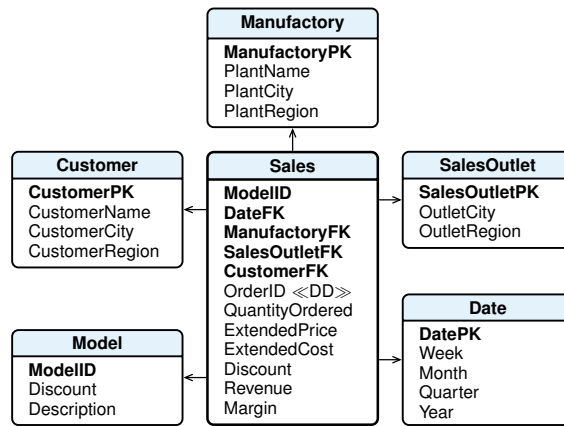 Manufactory
ManufactoryPK
PlantName
PlantCity
PlantRegion
Customer
CustomerPK
CustomerName
CustomerCity
CustomerRegion
Sales
ModelID
DateFK
ManufactoryFK
SalesOutletFK
CustomerFK
OrderID ≪DD≫
QuantityOrdered
ExtendedPrice
ExtendedCost
Discount
Revenue
Margin
SalesOutlet
SalesOutletPK
OutletCity
OutletRegion
Model
ModelID
Discount
Description
Date
DatePK
Week
Month
Quarter
Year